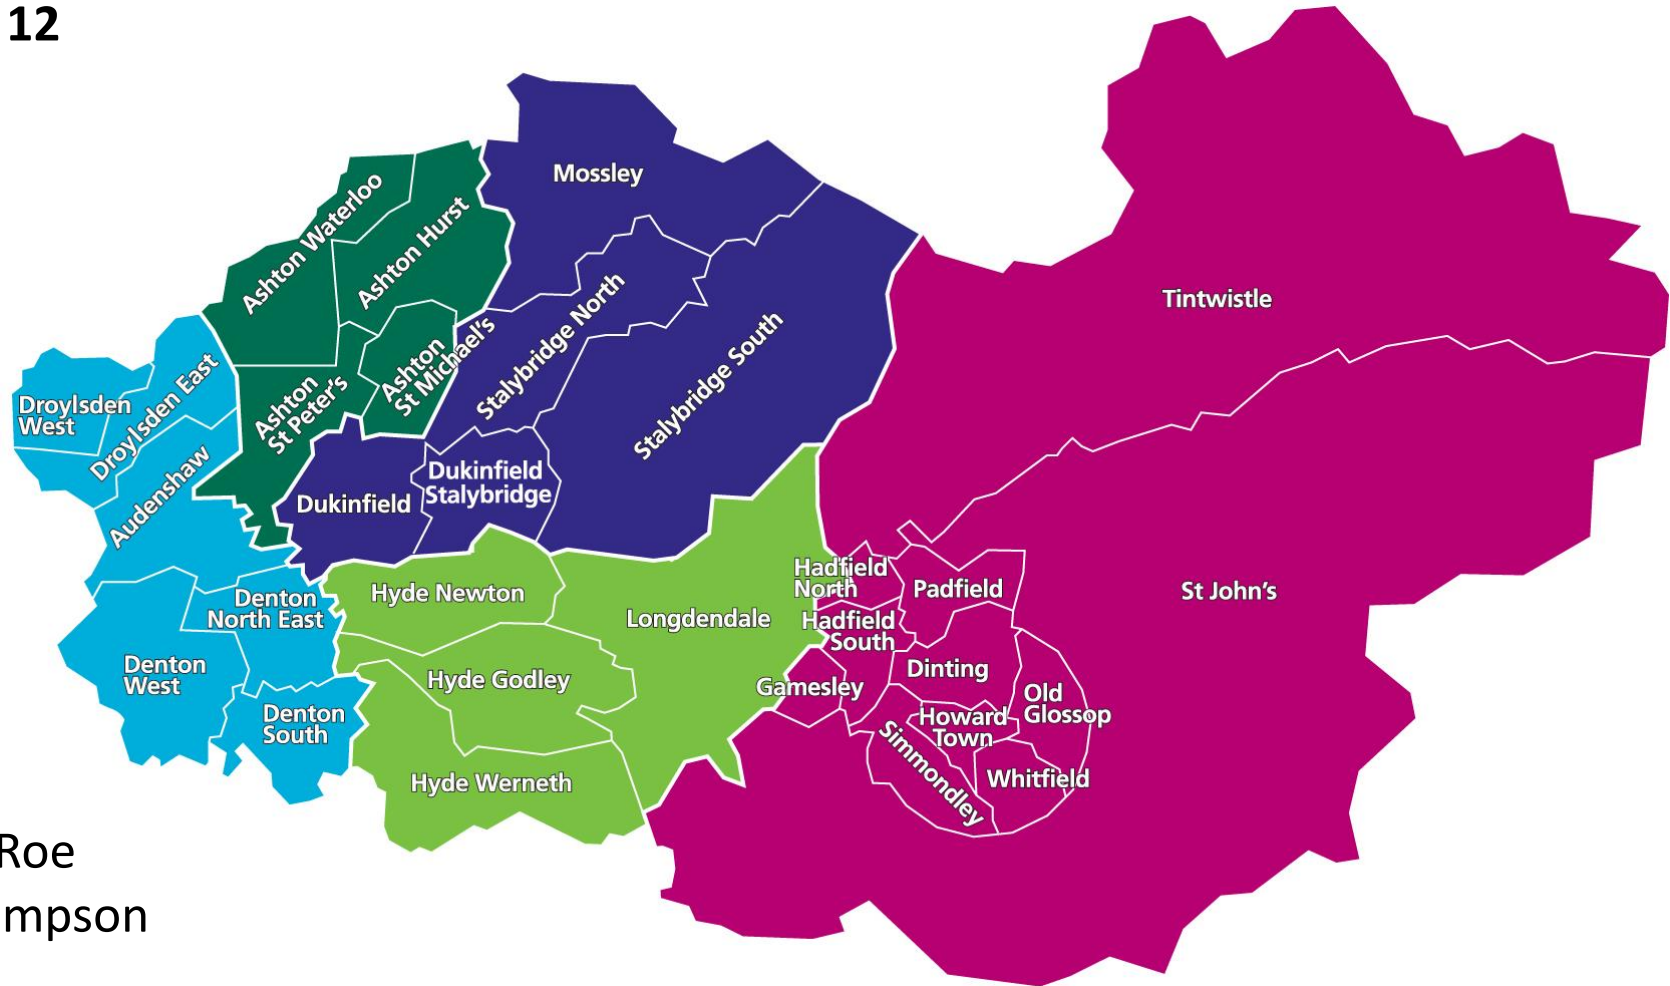 12
Mossley
Ashton Waterloo
Ashton Hurst
Tintwistle
Stalybridge North
Ashton
St Michael's
Stalybridge South
Droylsden
West
Droylsden East
Ashton
St Peter's
Audenshaw
Dukinfield
Dukinfield
Stalybridge
Hadfield
North
Padfield
St John's
Hyde Newton
Denton
North East
Longdendale
Hadfield
South
Denton
West
Hyde Godley
Gamesley
Dinting
Old
Glossop
Denton
South
Howard
Town
Simmondley
Whitfield
Hyde Werneth
Roe
mpson